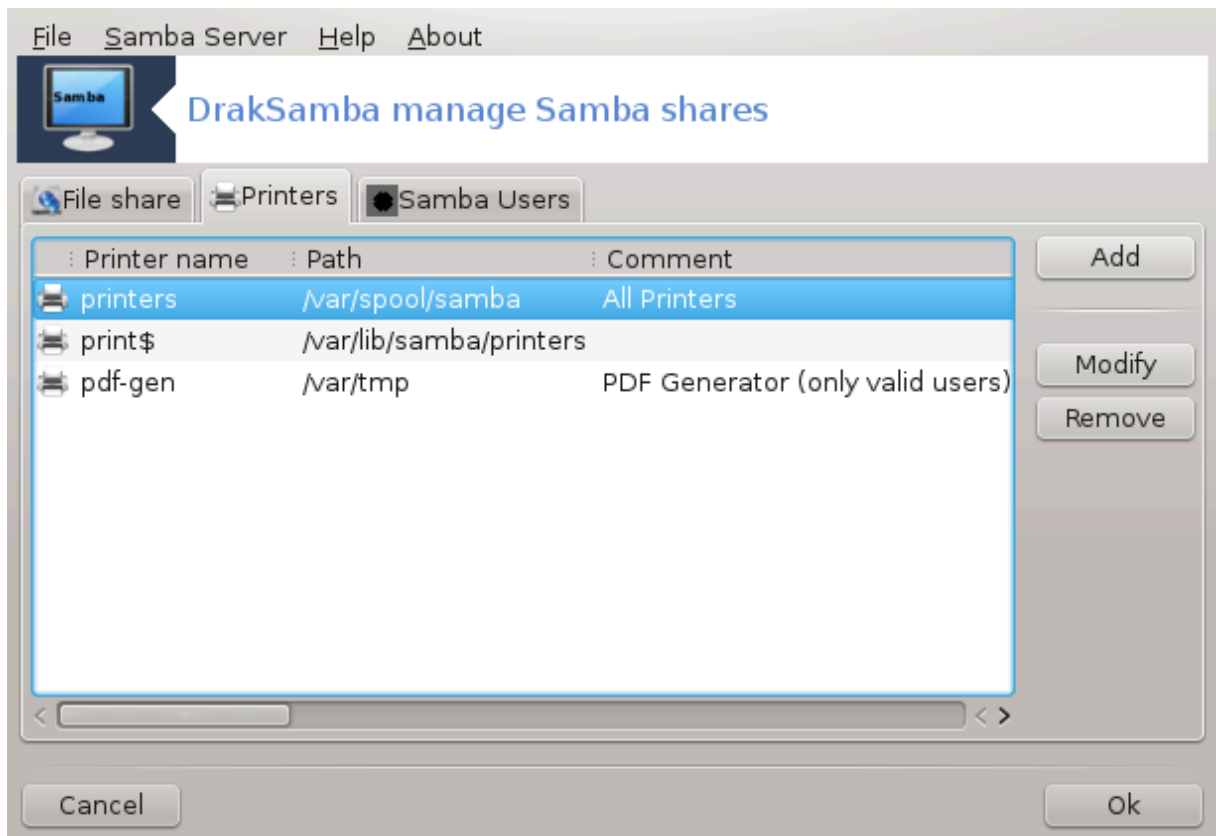 File Samba Server Help About
Samba
DrakSamba manage Samba shares
File share Printers Samba Users
Printer name Path Comment Add
printers /var/spool/samba All Printers
print$ /var/lib/samba/printers
Modify
pdf-gen /var/tmp PDF Generator (only valid users)
Remove
Cancel Ok